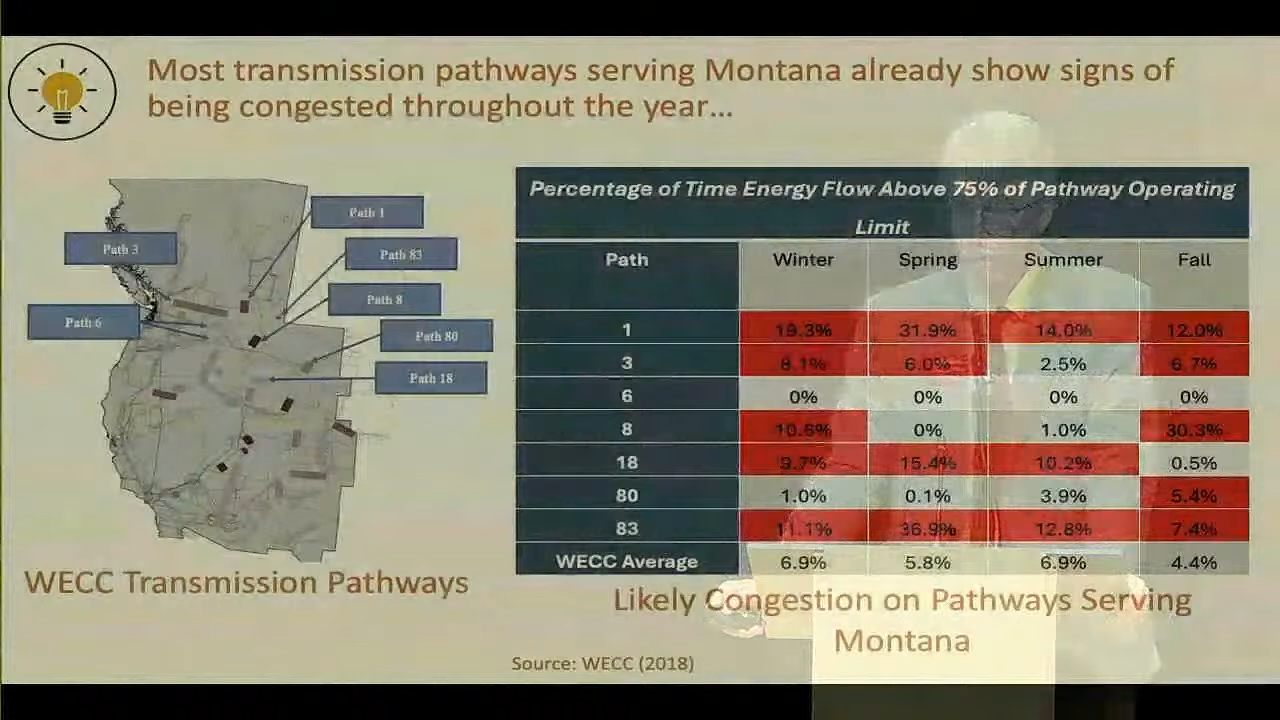 Most transmission pathways serving Montana already show signs of
being congested throughout the year...
Path 1
Path 3
Path 83
Path 8
Path 6
Path 80
Path 18
WECC Transmission Pathways
Percentage of Time Energy Flow Above 75% of Pathway Operating
Limit
Path Winter Spring Summer Fall
1 19.3% 31.9% 14.0% 12.0%
3 8.1% 6.0% 2.5% 6.7%
6 0% 0% 0% 0%
8 10.6% 0% 1.0% 30.3%
18 9.7% 15.4% 10.2% 0.5%
80 1.0% 0.1% 3.9% 5.4%
83 11.1% 36.9% 12.8% 7.4%
WECC Average 6.9% 5.8% 6.9% 4.4%
Likely Congestion on Pathways Serving
Montana
Source: WECC (2018)